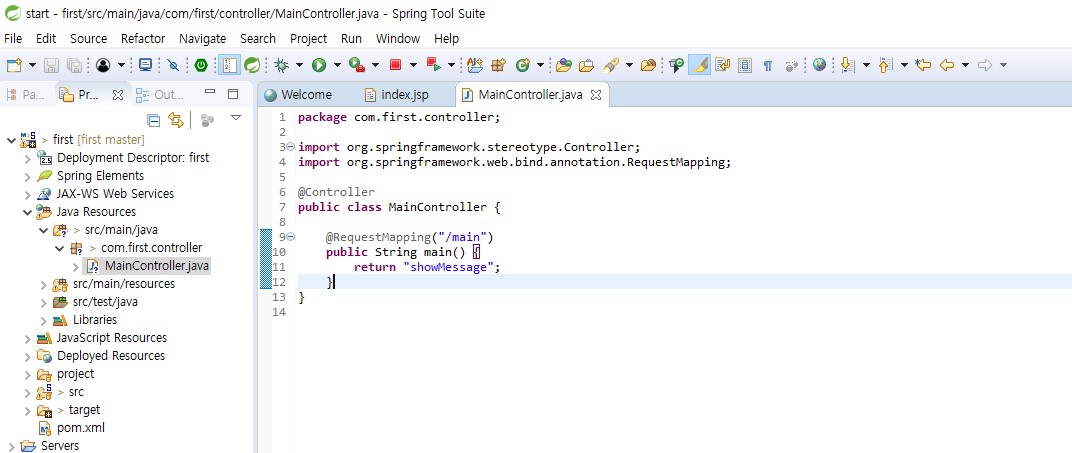 start - first/src/main/java/com/first/controller/MainController.java - Spring Tool Suite
File Edit Source Refactor Navigate Search Project Run Window Help
Pa... Pr... Out...
Welcome index.jsp MainController.java
> first [first master]
Deployment Descriptor: first
Spring Elements
JAX-WS Web Services
Java Resources
> src/main/java
> com.first.controller
MainController.java
src/main/resources
src/test/java
Libraries
JavaScript Resources
Deployed Resources
project
> src
> target
pom.xml
Servers
1 package com.first.controller;
2
3 import org.springframework.stereotype.Controller;
4 import org.springframework.web.bind.annotation.RequestMapping;
5
6 @Controller
7 public class MainController {
8
9 @RequestMapping("/main")
10 public String main() {
11 return "showMessage";
12 }
13 }
14